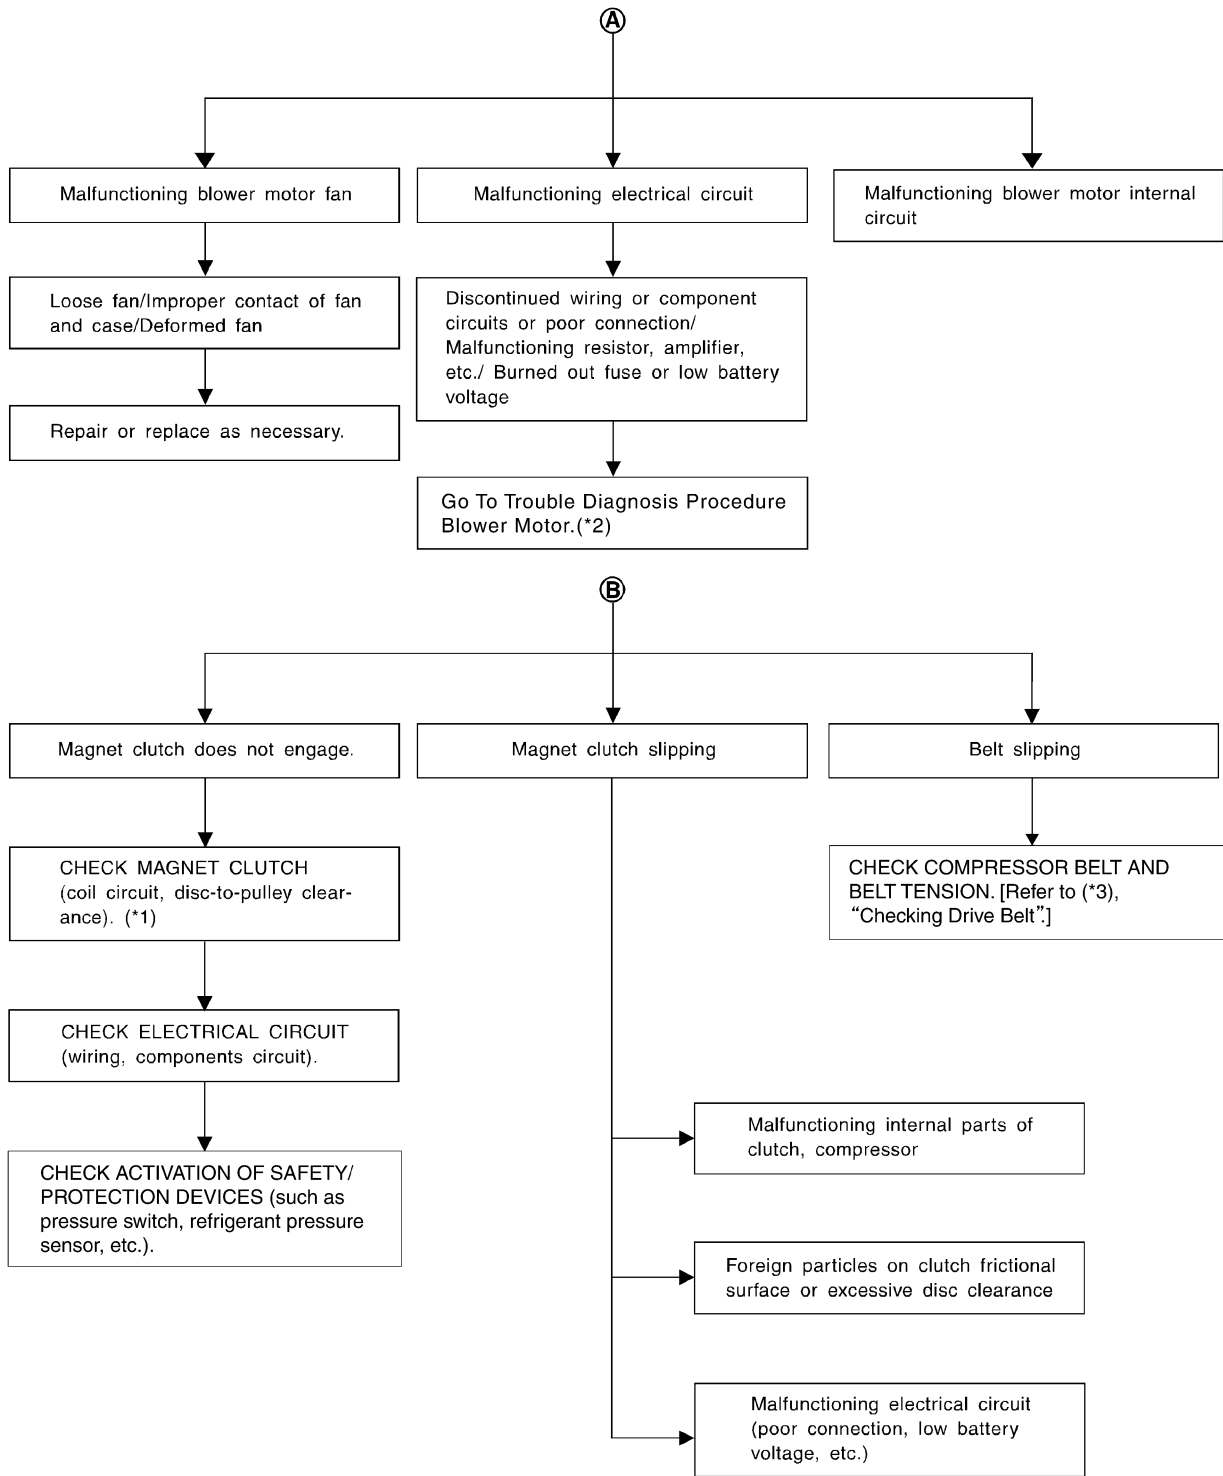 A
Malfunctioning blower motor fan
Malfunctioning electrical circuit
Malfunctioning blower motor internal
circuit
Loose fan/Improper contact of fan
and case/Deformed fan
Discontinued wiring or component
circuits or poor connection/
Malfunctioning resistor, amplifier,
etc./ Burned out fuse or low battery
voltage
Repair or replace as necessary.
Go To Trouble Diagnosis Procedure
Blower Motor.(*2)
B
Magnet clutch does not engage.
Magnet clutch slipping
Belt slipping
CHECK MAGNET CLUTCH
(coil circuit, disc-to-pulley clear-
ance). (*1)
CHECK COMPRESSOR BELT AND
BELT TENSION. [Refer to (*3),
“Checking Drive Belt”.]
CHECK ELECTRICAL CIRCUIT
(wiring, components circuit).
CHECK ACTIVATION OF SAFETY/
PROTECTION DEVICES (such as
pressure switch, refrigerant pressure
sensor, etc.).
Malfunctioning internal parts of
clutch, compressor
Foreign particles on clutch frictional
surface or excessive disc clearance
Malfunctioning electrical circuit
(poor connection, low battery
voltage, etc.)